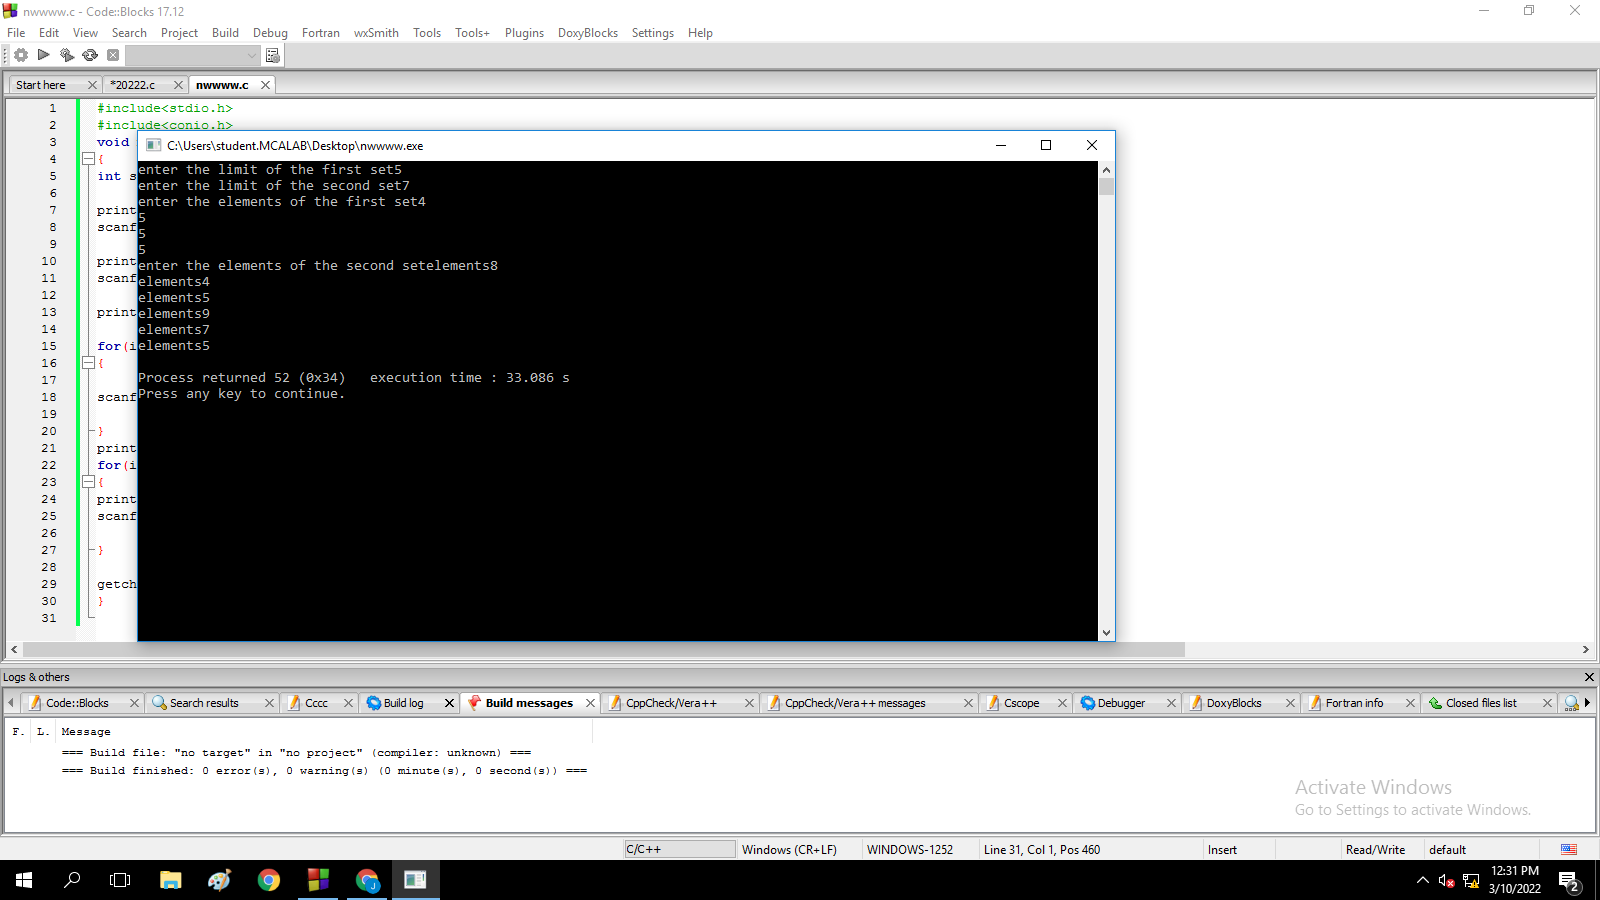 nwwww.c - Code::Blocks 17.12
File Edit View Search Project Build Debug Fortran wxSmith Tools Tools+ Plugins DoxyBlocks Settings Help
Start here *20222.c nwwww.c
1 #include<stdio.h>
2 #include<conio.h>
3 void
4 {
5 int s
6
7 print
8 scanf
9
10 print
11 scanf
12
13 print
14
15 for(i
16 {
17
18 scanf
19
20 }
21 print
22 for(i
23 {
24 print
25 scanf
26
27 }
28
29 getch
30 }
31
C:\Users\student.MCALAB\Desktop\nwwww.exe
enter the limit of the first set5
enter the limit of the second set7
enter the elements of the first set4
5
5
5
enter the elements of the second setelements8
elements4
elements5
elements9
elements7
elements5
Process returned 52 (0x34) execution time : 33.086 s
Press any key to continue.
Logs & others
Code::Blocks Search results Cccc Build log Build messages CppCheck/Vera++ CppCheck/Vera++ messages Cscope Debugger DoxyBlocks Fortran info Closed files list
F. L. Message
=== Build file: "no target" in "no project" (compiler: unknown) ===
=== Build finished: 0 error(s), 0 warning(s) (0 minute(s), 0 second(s)) ===
Activate Windows
Go to Settings to activate Windows.
C/C++ Windows (CR+LF) WINDOWS-1252 Line 31, Col 1, Pos 460 Insert Read/Write default
12:31 PM
3/10/2022
2